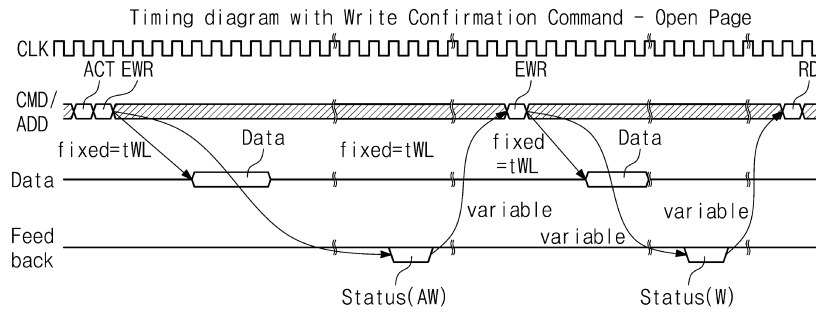 Timing diagram with Write Confirmation Command - Open Page
CLK
ACT EWR EWR RD
CMD/
ADD
fixed=tWL Data fixed=tWL fixed
=tWL Data
Data
variable variable
variable
Feed
back
Status(AW) Status(W)